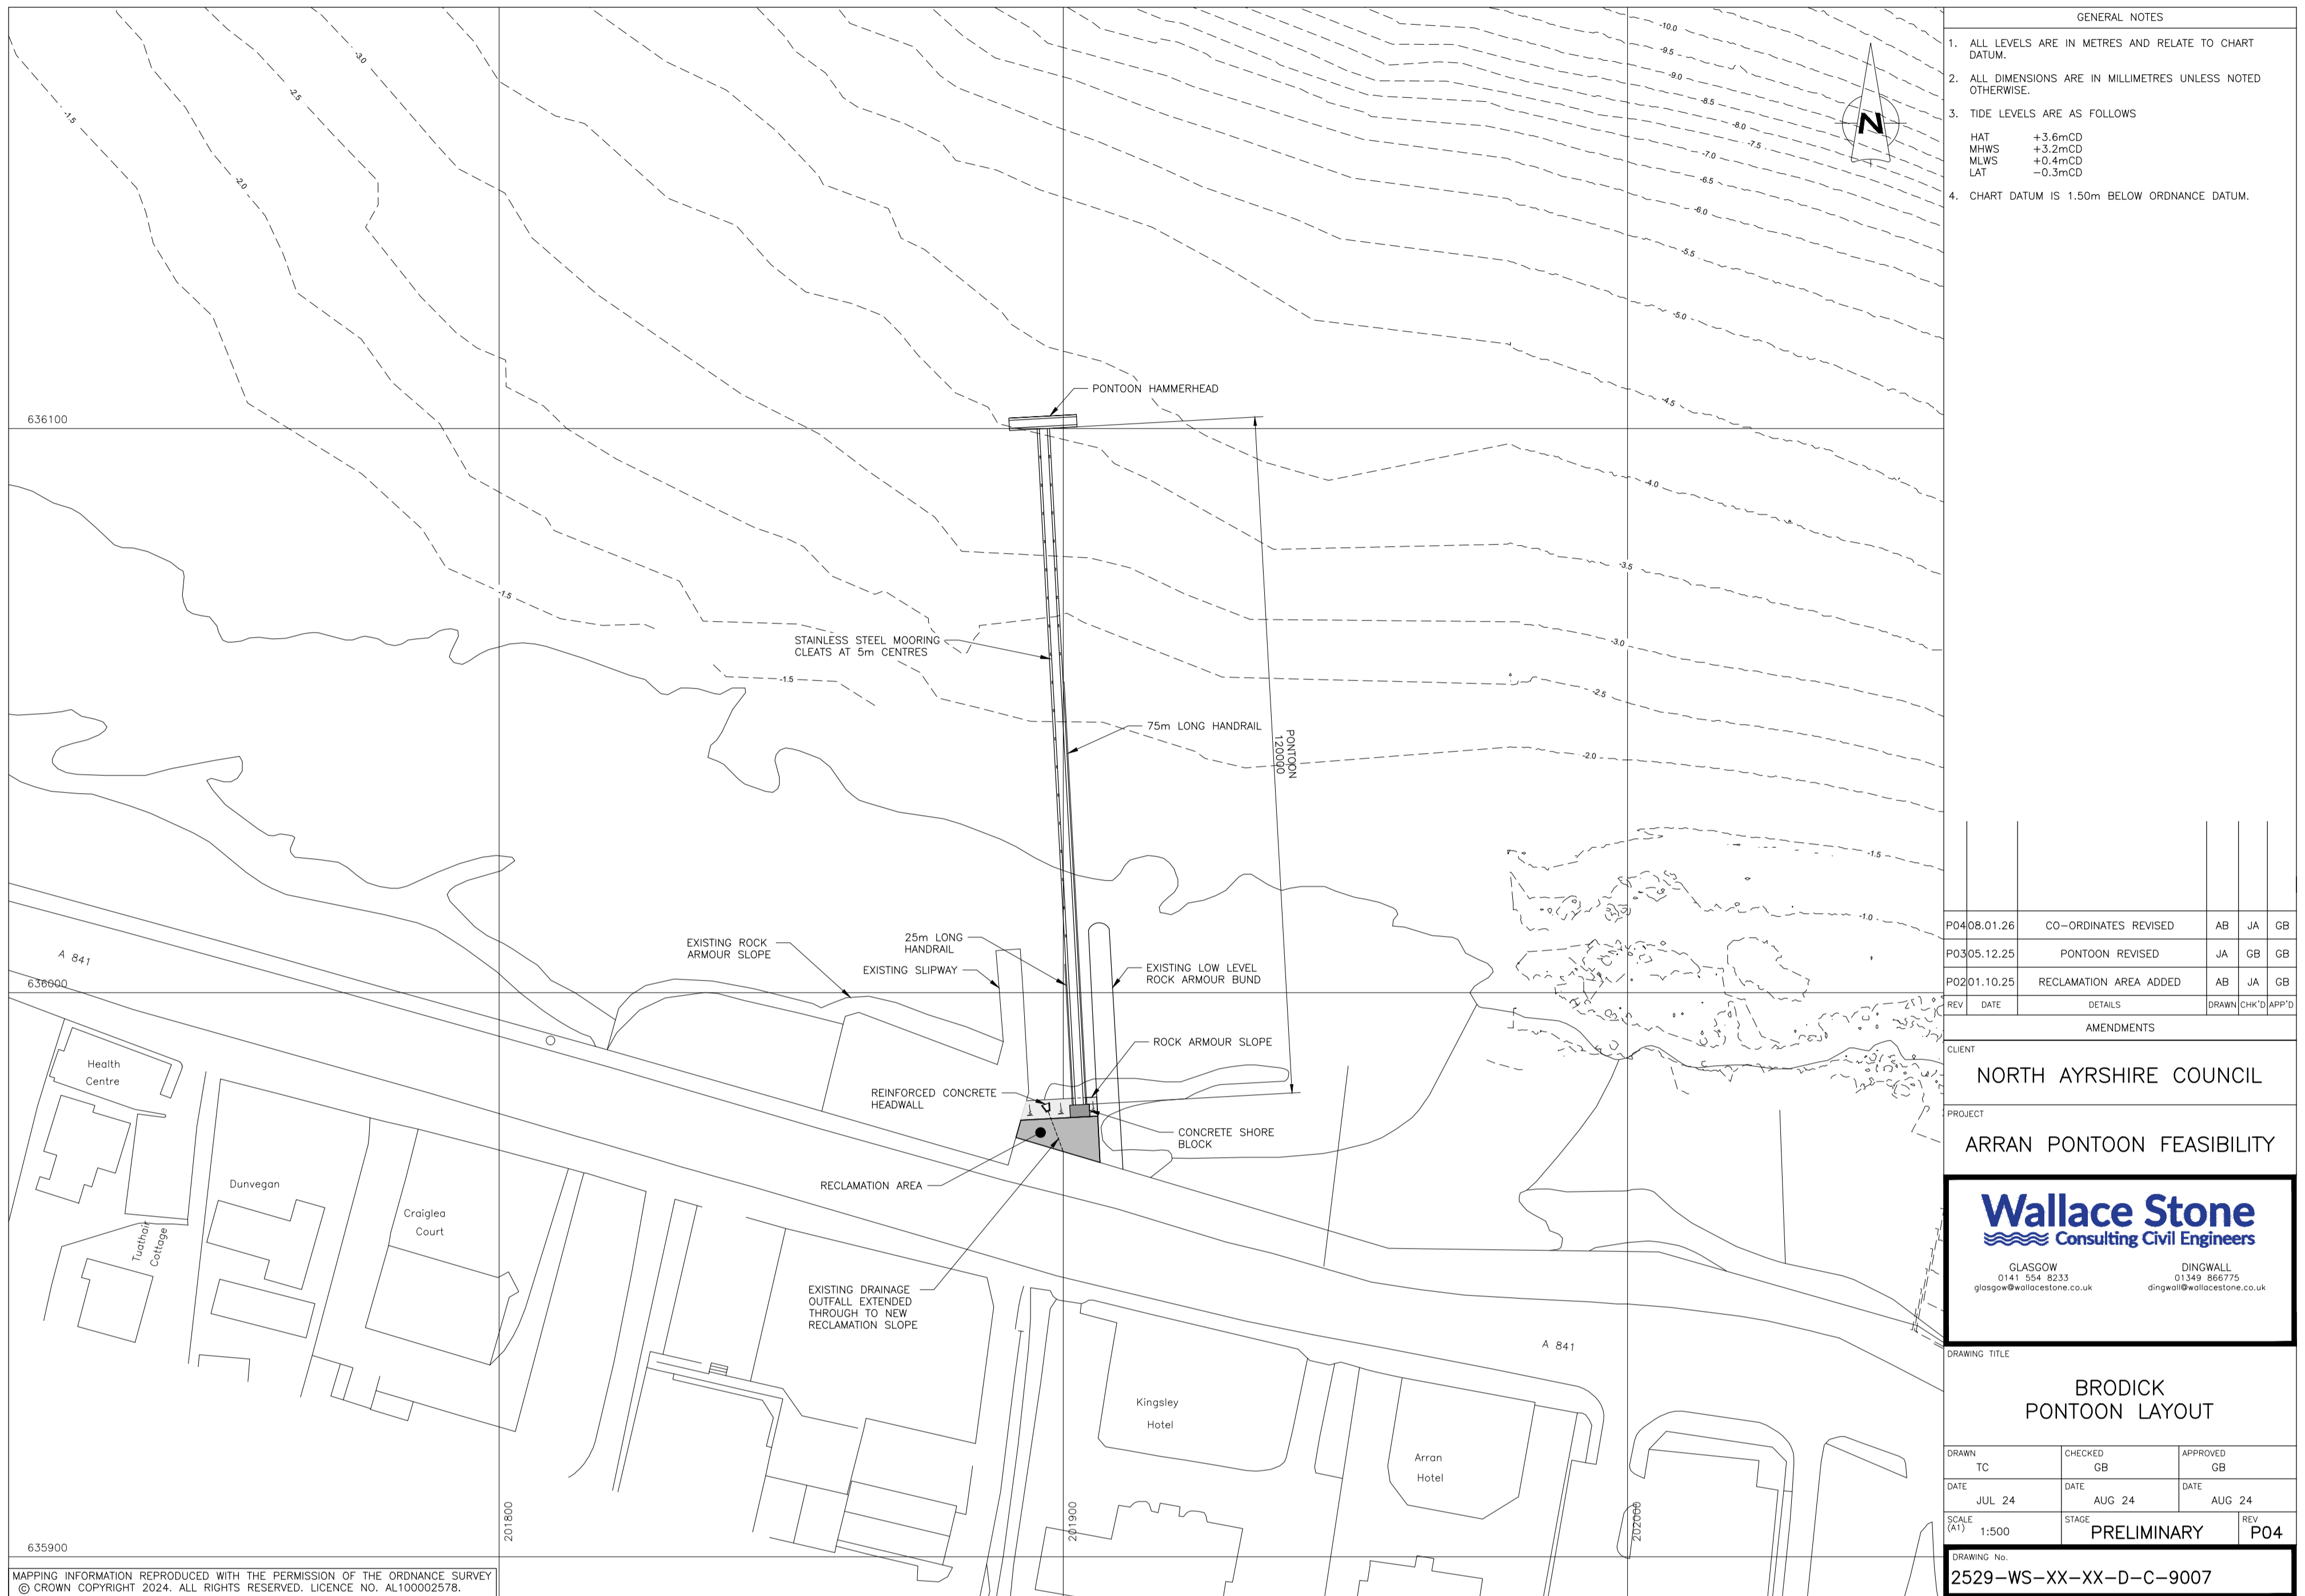 -10.0
-9.5
-9.0
-8.5
-8.0
-7.5
-7.0
-6.5
-6.0
-5.5
-5.0
-4.5
-4.0
-3.5
-3.0
-2.5
-2.0
-1.5
-1.0
-3.0
-2.5
-2.0
-1.5
-1.5
-1.5
N
636100
636000
635900
201800
201900
202000
PONTOON HAMMERHEAD
STAINLESS STEEL MOORING
CLEATS AT 5m CENTRES
75m LONG HANDRAIL
PONTOON
120000
25m LONG
HANDRAIL
EXISTING ROCK
ARMOUR SLOPE
EXISTING SLIPWAY
EXISTING LOW LEVEL
ROCK ARMOUR BUND
ROCK ARMOUR SLOPE
REINFORCED CONCRETE
HEADWALL
CONCRETE SHORE
BLOCK
RECLAMATION AREA
EXISTING DRAINAGE
OUTFALL EXTENDED
THROUGH TO NEW
RECLAMATION SLOPE
A 841
Health
Centre
Dunvegan
Tuathair
Cottage
Craiglea
Court
A 841
Kingsley
Hotel
Arran
Hotel
MAPPING INFORMATION REPRODUCED WITH THE PERMISSION OF THE ORDNANCE SURVEY
© CROWN COPYRIGHT 2024. ALL RIGHTS RESERVED. LICENCE NO. AL100002578.
GENERAL NOTES
1. ALL LEVELS ARE IN METRES AND RELATE TO CHART
DATUM.
2. ALL DIMENSIONS ARE IN MILLIMETRES UNLESS NOTED
OTHERWISE.
3. TIDE LEVELS ARE AS FOLLOWS
HAT +3.6mCD
MHWS +3.2mCD
MLWS +0.4mCD
LAT -0.3mCD
4. CHART DATUM IS 1.50m BELOW ORDNANCE DATUM.
P04 08.01.26 CO-ORDINATES REVISED AB JA GB
P03 05.12.25 PONTOON REVISED JA GB GB
P02 01.10.25 RECLAMATION AREA ADDED AB JA GB
REV DATE DETAILS DRAWN CHK'D APP'D
AMENDMENTS
CLIENT
NORTH AYRSHIRE COUNCIL
PROJECT
ARRAN PONTOON FEASIBILITY
Wallace Stone
Consulting Civil Engineers
GLASGOW DINGWALL
0141 554 8233 01349 866775
glasgow@wallacestone.co.uk dingwall@wallacestone.co.uk
DRAWING TITLE
BRODICK
PONTOON LAYOUT
DRAWN CHECKED APPROVED
TC GB GB
DATE DATE DATE
JUL 24 AUG 24 AUG 24
SCALE STAGE REV
(A1) 1:500 PRELIMINARY P04
DRAWING No.
2529-WS-XX-XX-D-C-9007